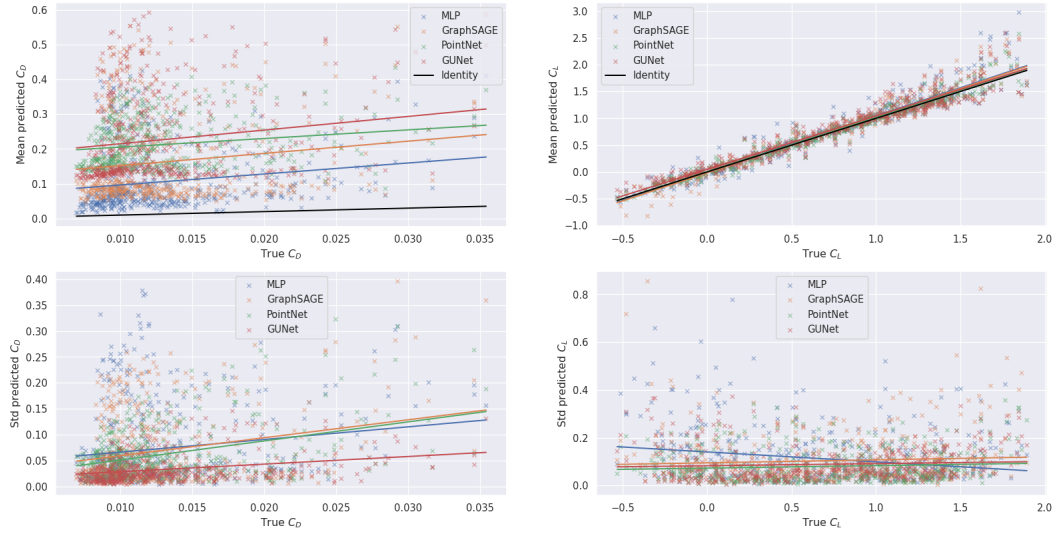 0.6
0.5
0.4
0.3
0.2
0.1
0.0
Mean predicted C_D
MLP
GraphSAGE
PointNet
GUNet
Identity
0.010
0.015
0.020
0.025
0.030
0.035
True C_D
3.0
2.5
2.0
1.5
1.0
0.5
0.0
−0.5
−1.0
Mean predicted C_L
MLP
GraphSAGE
PointNet
GUNet
Identity
−0.5
0.0
0.5
1.0
1.5
2.0
True C_L
0.40
0.35
0.30
0.25
0.20
0.15
0.10
0.05
0.00
Std predicted C_D
MLP
GraphSAGE
PointNet
GUNet
0.010
0.015
0.020
0.025
0.030
0.035
True C_D
0.8
0.6
0.4
0.2
0.0
Std predicted C_L
MLP
GraphSAGE
PointNet
GUNet
−0.5
0.0
0.5
1.0
1.5
2.0
True C_L